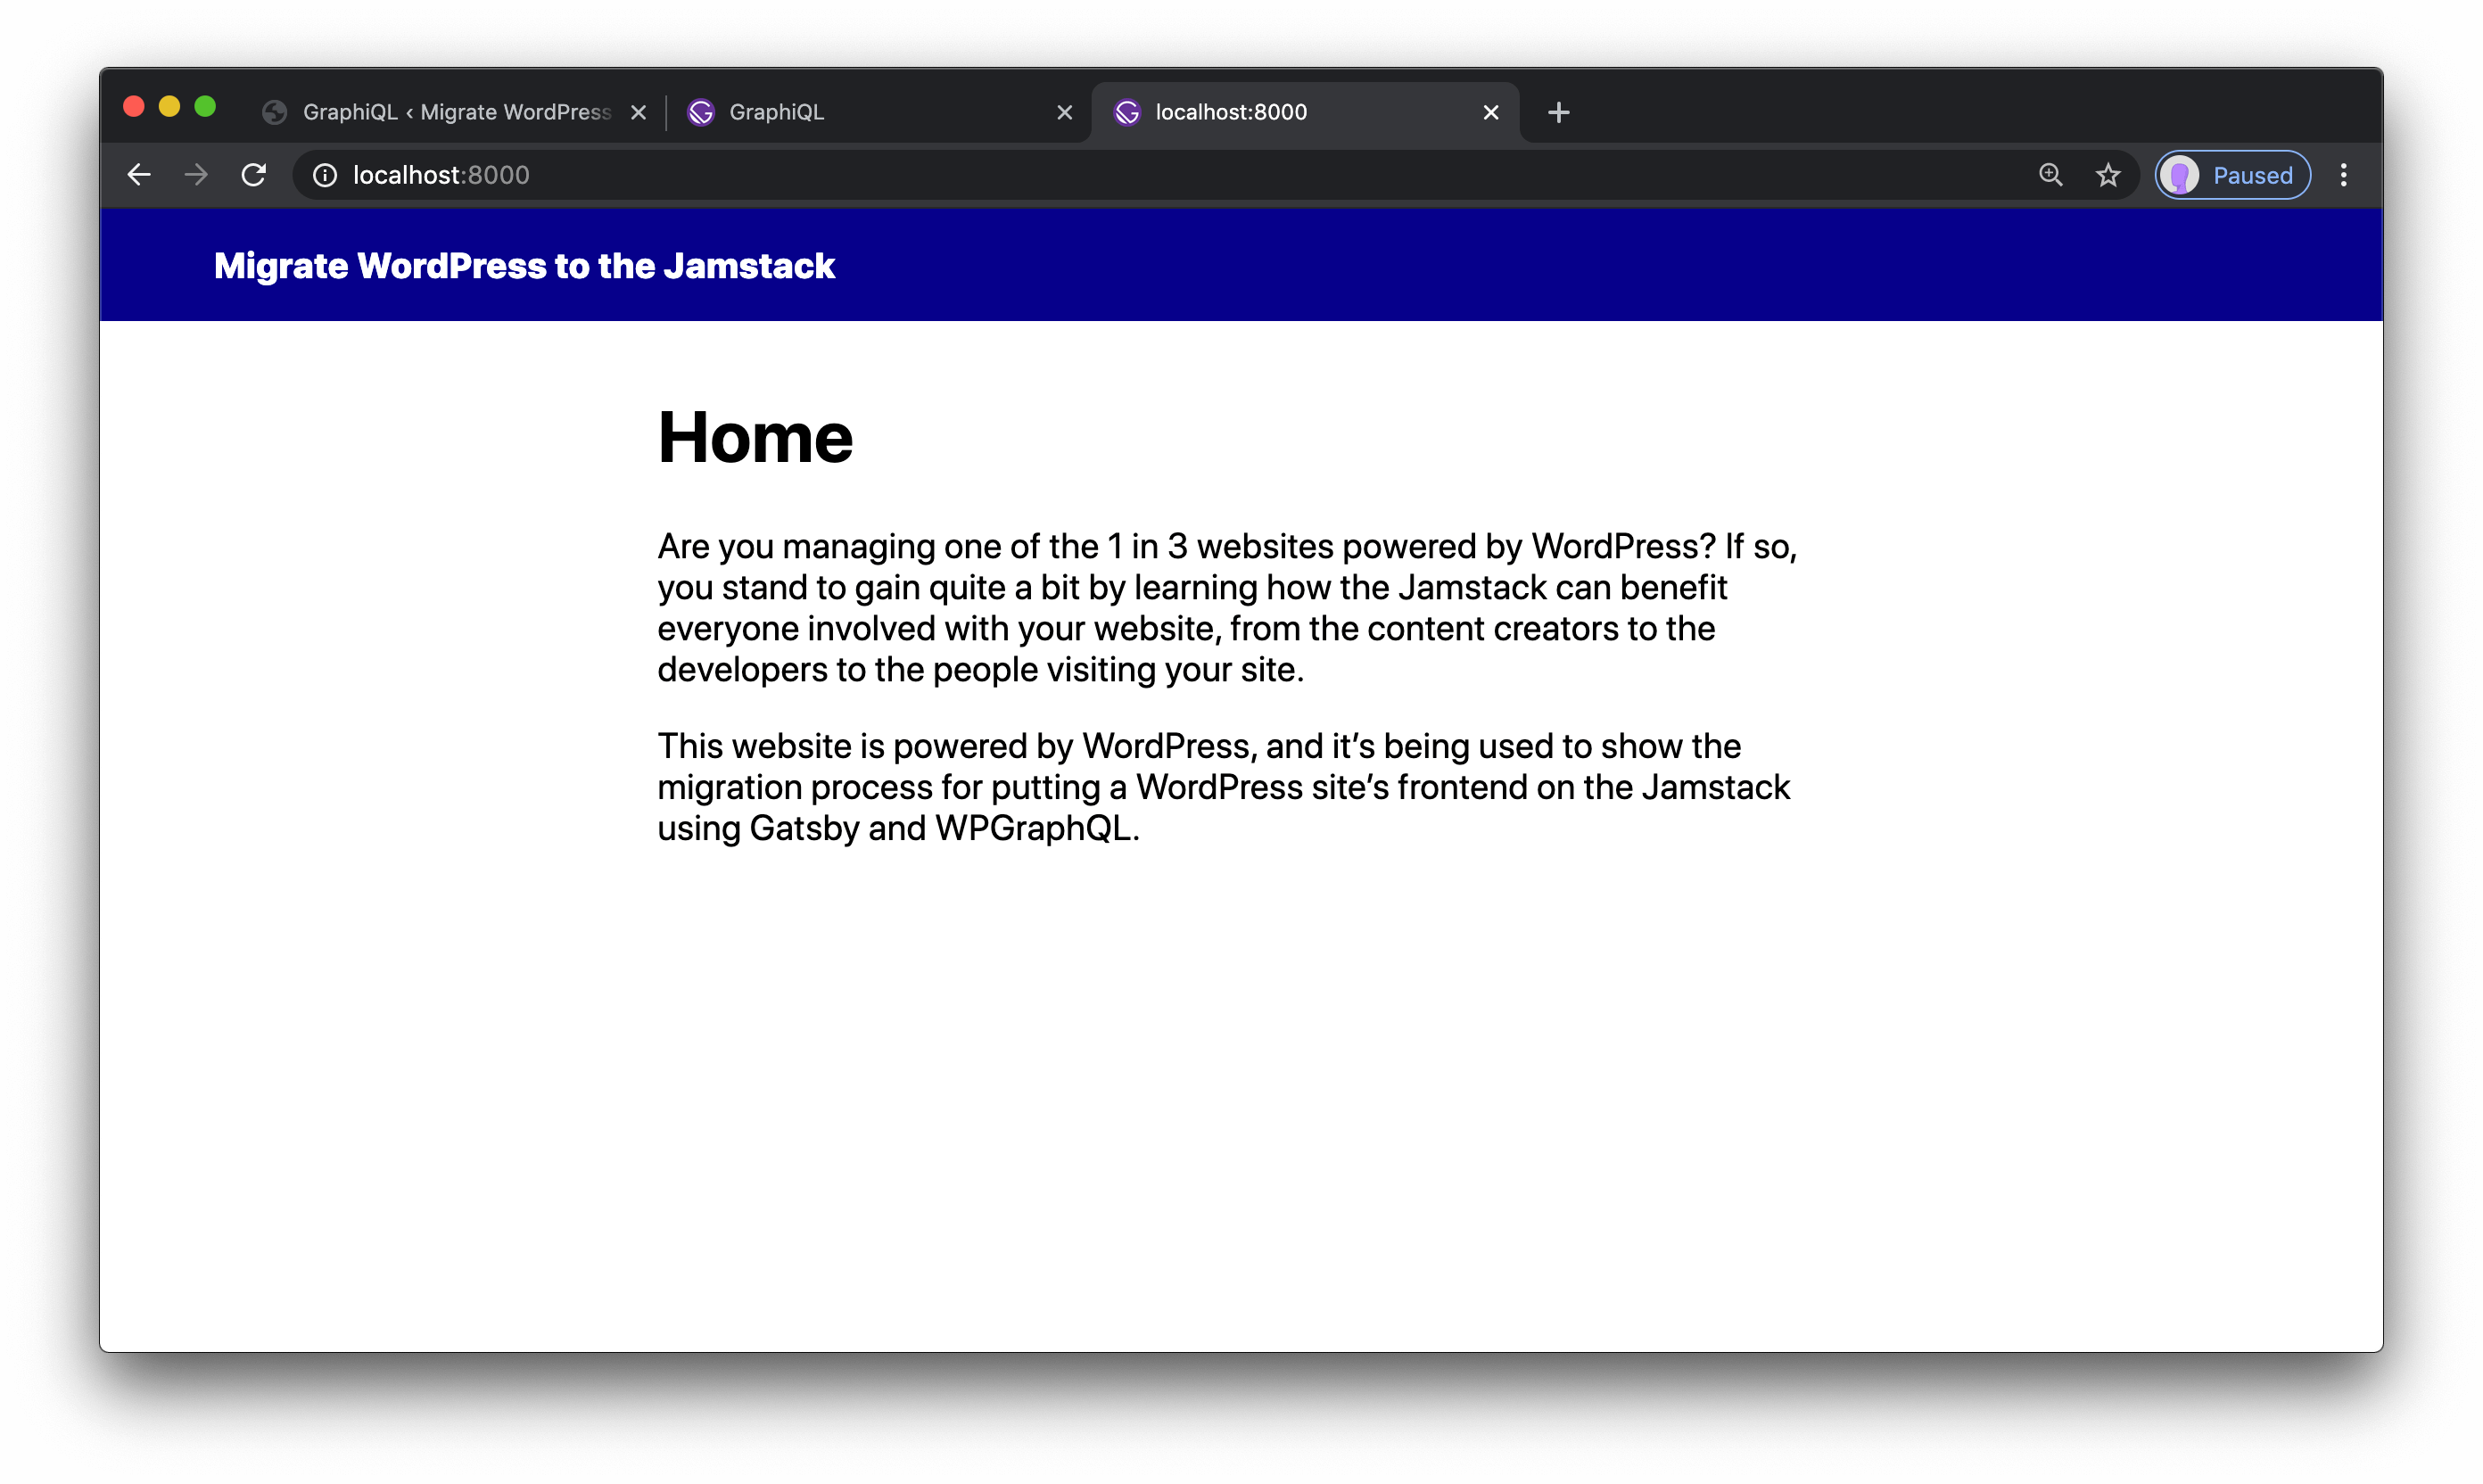 GraphiQL ‹ Migrate WordPress
GraphiQL
localhost:8000
localhost:8000
Paused
Migrate WordPress to the Jamstack
Home
Are you managing one of the 1 in 3 websites powered by WordPress? If so,
you stand to gain quite a bit by learning how the Jamstack can benefit
everyone involved with your website, from the content creators to the
developers to the people visiting your site.
This website is powered by WordPress, and it’s being used to show the
migration process for putting a WordPress site’s frontend on the Jamstack
using Gatsby and WPGraphQL.